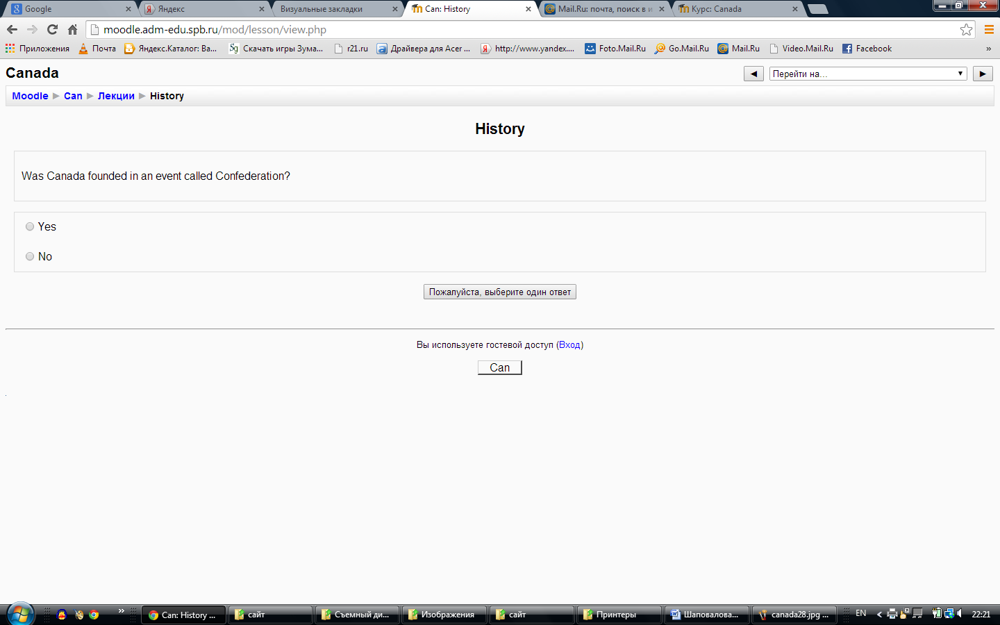 Google
Яндекс
Визуальные закладки
Can: History
Mail.Ru: почта, поиск в и
Курс: Canada
moodle.adm-edu.spb.ru/mod/lesson/view.php
Приложения
Почта
Яндекс.Каталог: Ва...
Скачать игры Зума...
r21.ru
Драйвера для Acer ...
http://www.yandex....
Foto.Mail.Ru
Go.Mail.Ru
Mail.Ru
Video.Mail.Ru
Facebook
»
Canada
Перейти на...
Moodle ► Can ► Лекции ► History
History
Was Canada founded in an event called Confederation?
Yes
No
Пожалуйста, выберите один ответ
Вы используете гостевой доступ (Вход)
Can
Can: History ...
сайт
Съемный ди...
Изображения
сайт
Принтеры
Шаповалова...
canada28.jpg ...
EN
22:21